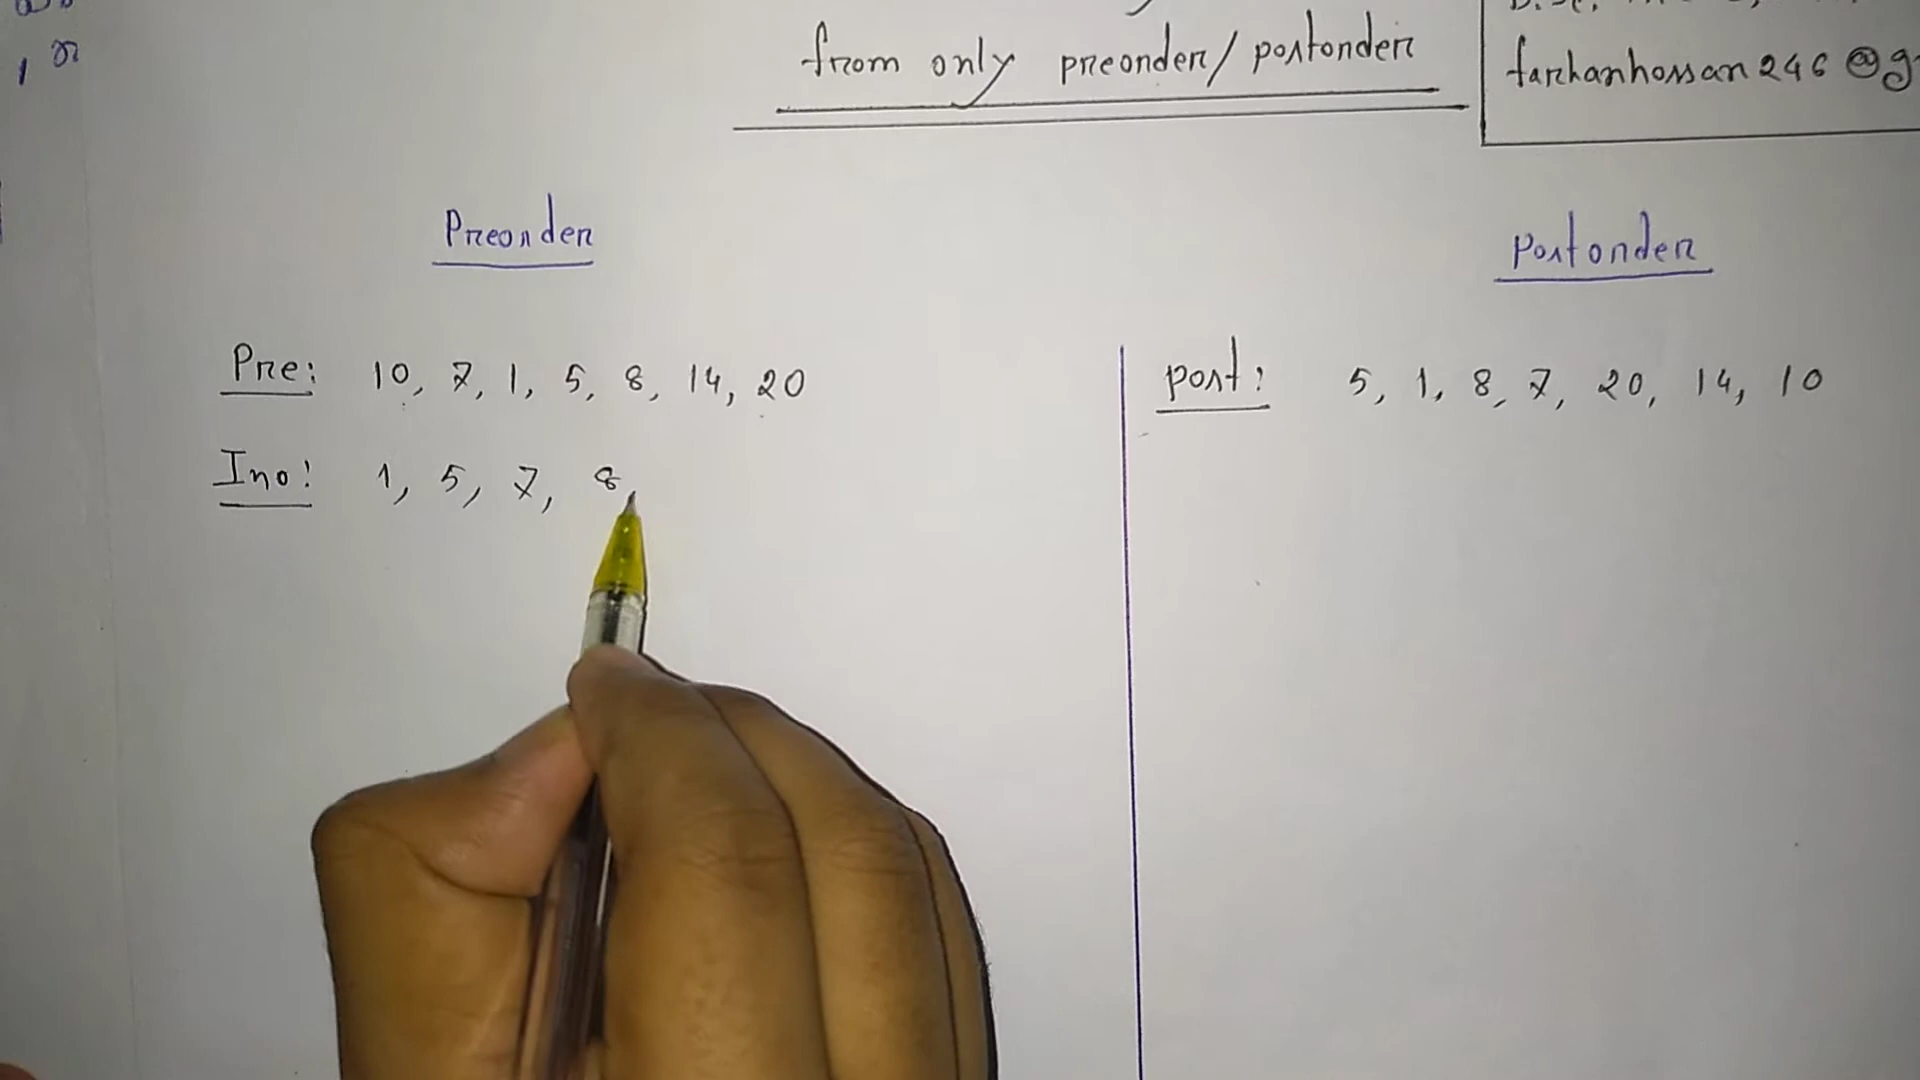 from only preorder/postorder
farhanhossan246@g
Preorder
Postorder
Pre: 10, 7, 1, 5, 8, 14, 20
post: 5, 1, 8, 7, 20, 14, 10
Ino: 1, 5, 7, 8,